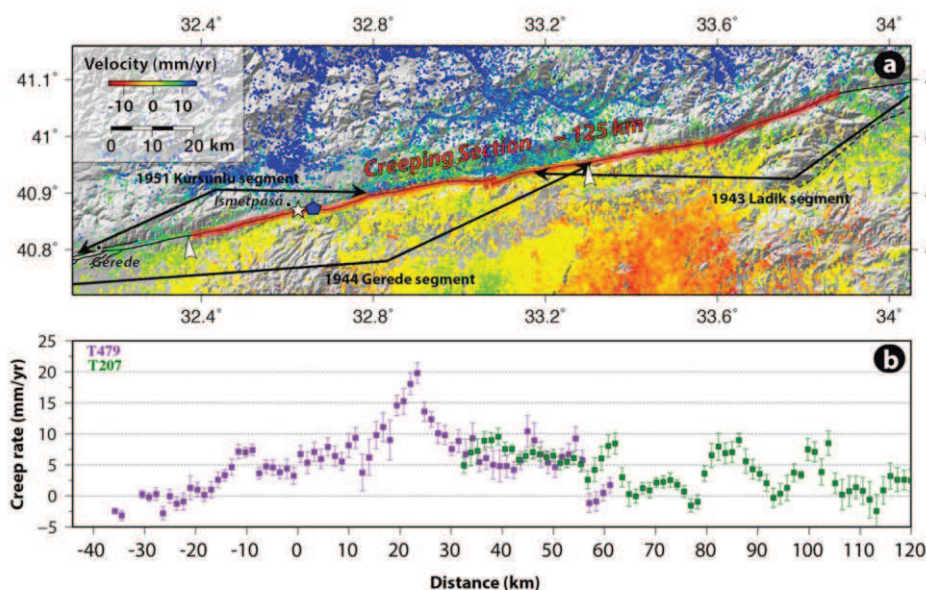 32.4 32.8 33.2 33.6 34
41.1
41
40.9
40.8
Velocity (mm/yr)
-10 0 10
0 10 20 km
a
Creeping Section ~ 125 km
1951 Kursunlu segment
Ismetpasa
1943 Ladik segment
Gerede
1944 Gerede segment
32.4 32.8 33.2 33.6 34
T479
T207
b
Creep rate (mm/yr)
25
20
15
10
5
0
-5
-40 -30 -20 -10 0 10 20 30 40 50 60 70 80 90 100 110 120
Distance (km)